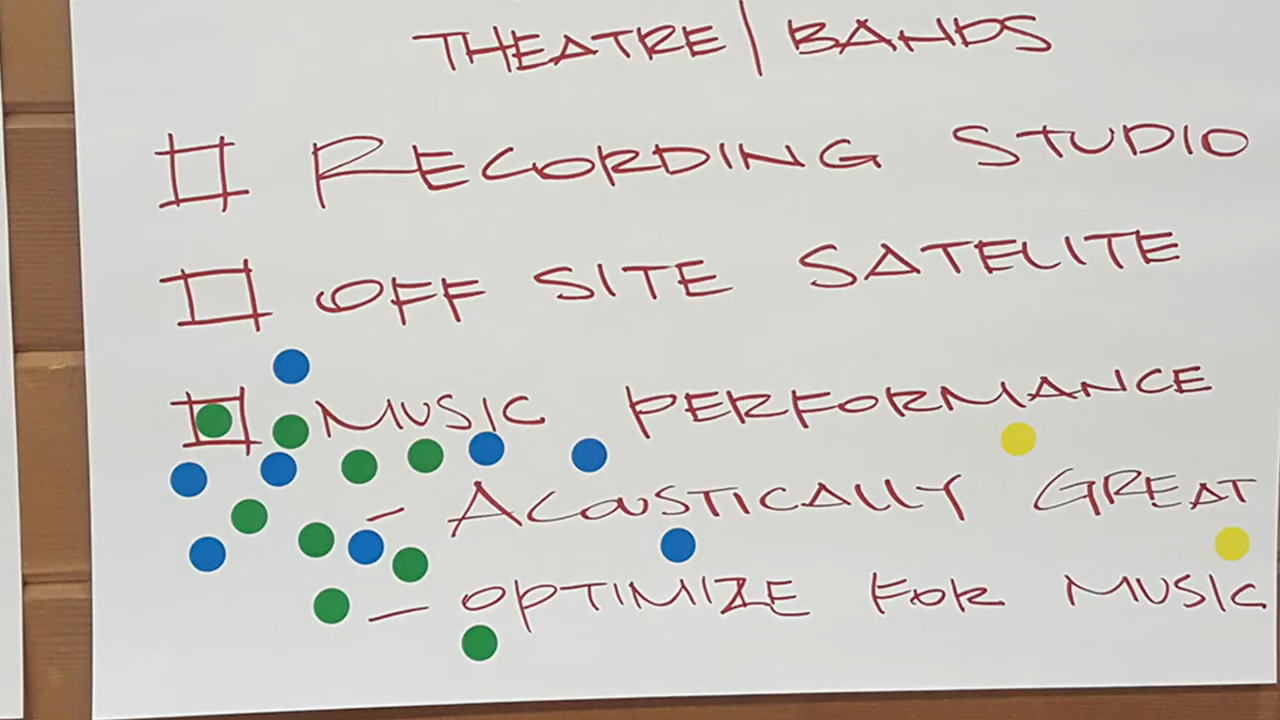 THEATRE/BANDS
RECORDING STUDIO
OFF SITE SATELITE
MUSIC PERFORMANCE
- ACOUSTICALLY GREAT
- OPTIMIZE FOR MUSIC